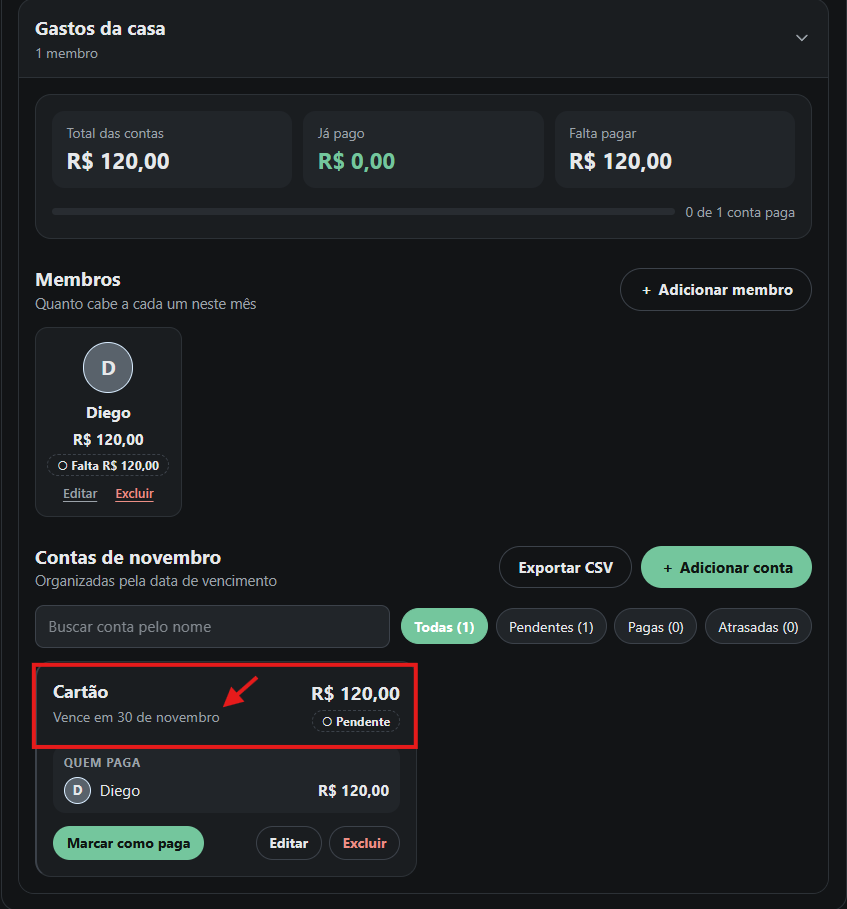 Gastos da casa
1 membro
Total das contas
R$ 120,00
Já pago
R$ 0,00
Falta pagar
R$ 120,00
0 de 1 conta paga
Membros
Quanto cabe a cada um neste mês
+ Adicionar membro
D
Diego
R$ 120,00
Falta R$ 120,00
Editar Excluir
Contas de novembro
Organizadas pela data de vencimento
Exportar CSV
+ Adicionar conta
Buscar conta pelo nome
Todas (1)
Pendentes (1)
Pagas (0)
Atrasadas (0)
Cartão
R$ 120,00
Vence em 30 de novembro
Pendente
QUEM PAGA
D Diego R$ 120,00
Marcar como paga
Editar
Excluir